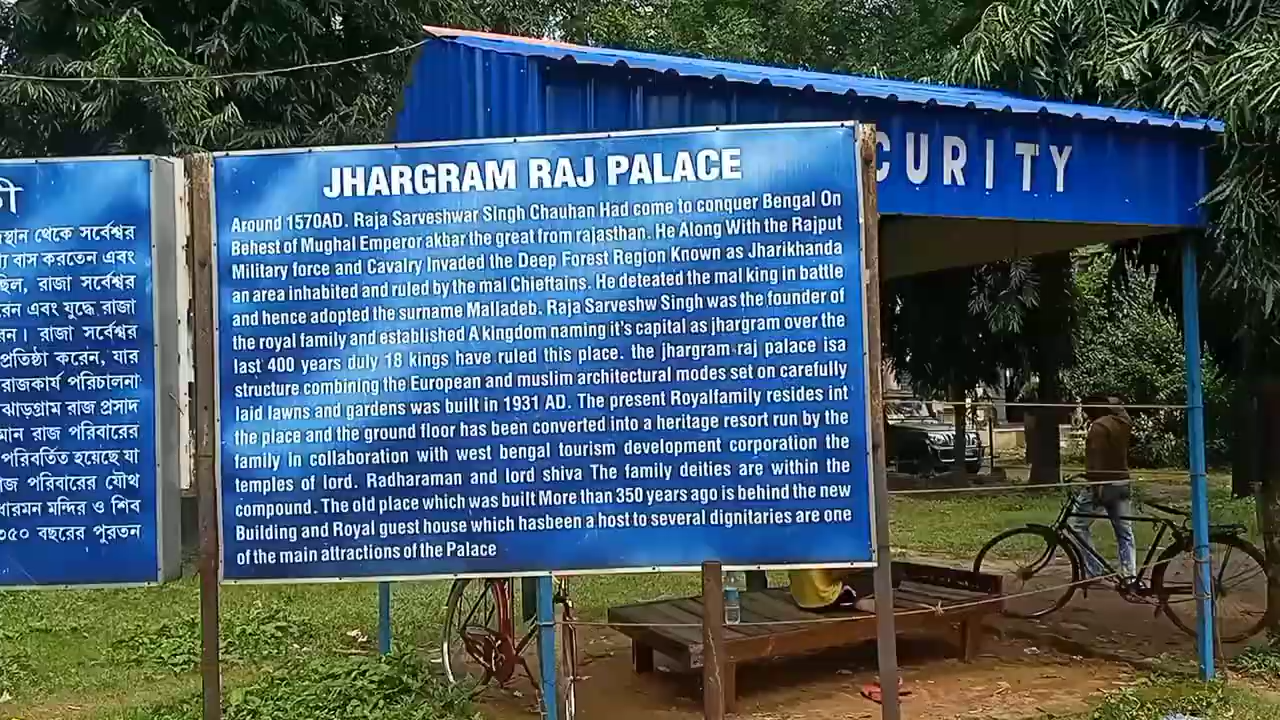 JHARGRAM RAJ PALACE
Around 1570AD. Raja Sarveshwar Singh Chauhan Had come to conquer Bengal On
Behest of Mughal Emperor akbar the great from rajasthan. He Along With the Rajput
Military force and Cavalry Invaded the Deep Forest Region Known as Jharikhanda
an area inhabited and ruled by the mal Chieftains. He deteated the mal king in battle
and hence adopted the surname Malladeb. Raja Sarveshw Singh was the founder of
the royal family and established A kingdom naming it's capital as jhargram over the
last 400 years duly 18 kings have ruled this place. the jhargram raj palace isa
structure combining the European and muslim architectural modes set on carefully
laid lawns and gardens was built in 1931 AD. The present Royalfamily resides int
the place and the ground floor has been converted into a heritage resort run by the
family in collaboration with west bengal tourism development corporation the
temples of lord. Radharaman and lord shiva The family deities are within the
compound. The old place which was built More than 350 years ago is behind the new
Building and Royal guest house which hasbeen a host to several dignitaries are one
of the main attractions of the Palace
CURITY
স্থান থেকে সর্বেশ্বর
বাস করতেন এবং
ছিল, রাজা সর্বেশ্বর
এবং যুদ্ধে রাজা
রাজা সর্বেশ্বর
প্রতিষ্ঠা করেন, যার
রাজকার্য পরিচালনা
ঝাড়গ্রাম রাজ প্রসাদ
রাজ পরিবারের
পরিবর্তিত হয়েছে যা
পরিবারের যৌথ
মন্দির ও শিব
৩৫০ বছরের পুরতন